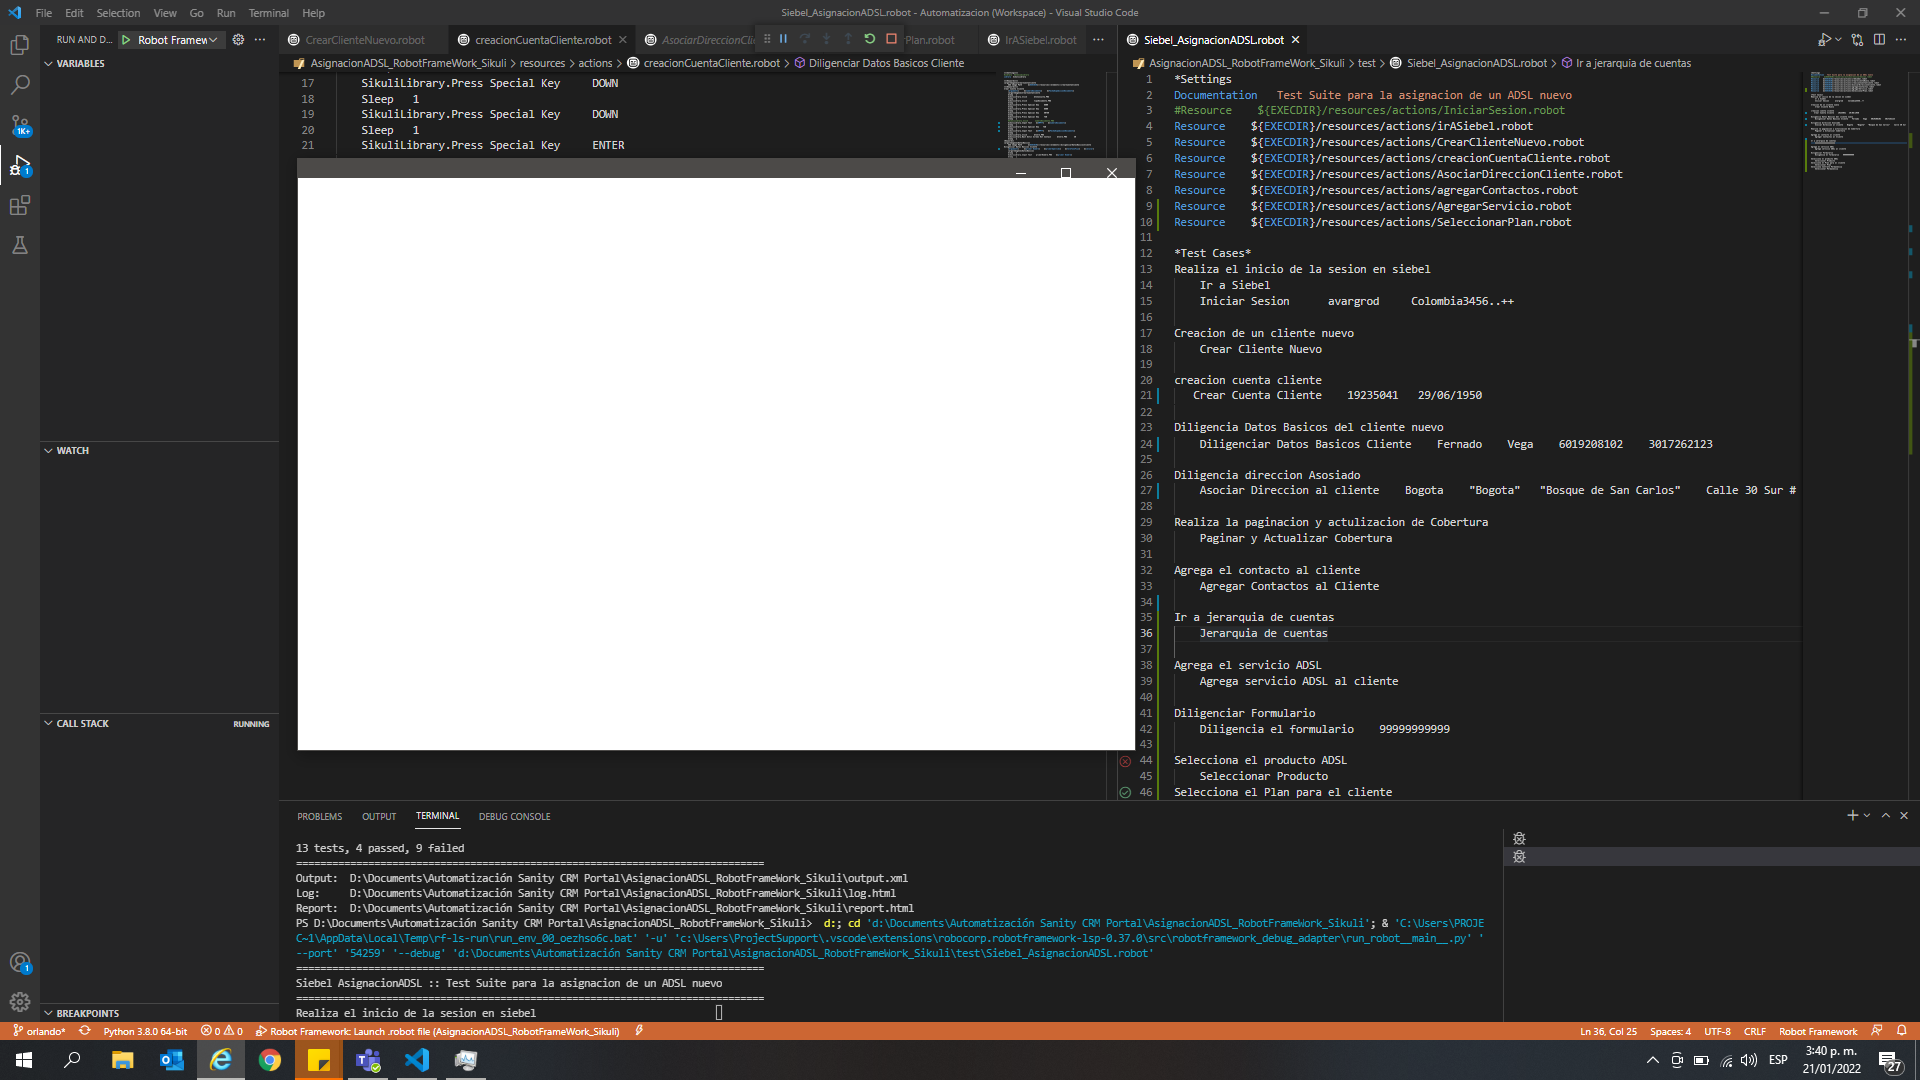 File Edit Selection View Go Run Terminal Help
Siebel_AsignacionADSL.robot - Automatizacion (Workspace) - Visual Studio Code
RUN AND D... Robot Framew
CrearClienteNuevo.robot
creacionCuentaCliente.robot
AsociarDireccionCli
Plan.robot
IrASiebel.robot
Siebel_AsignacionADSL.robot
VARIABLES
WATCH
CALL STACK RUNNING
BREAKPOINTS
AsignacionADSL_RobotFrameWork_Sikuli > resources > actions > creacionCuentaCliente.robot > Diligenciar Datos Basicos Cliente
17 SikuliLibrary.Press Special Key DOWN
18 Sleep 1
19 SikuliLibrary.Press Special Key DOWN
20 Sleep 1
21 SikuliLibrary.Press Special Key ENTER
AsignacionADSL_RobotFrameWork_Sikuli > test > Siebel_AsignacionADSL.robot > Ir a jerarquia de cuentas
1 *Settings
2 Documentation Test Suite para la asignacion de un ADSL nuevo
3 #Resource ${EXECDIR}/resources/actions/IniciarSesion.robot
4 Resource ${EXECDIR}/resources/actions/irASiebel.robot
5 Resource ${EXECDIR}/resources/actions/CrearClienteNuevo.robot
6 Resource ${EXECDIR}/resources/actions/creacionCuentaCliente.robot
7 Resource ${EXECDIR}/resources/actions/AsociarDireccionCliente.robot
8 Resource ${EXECDIR}/resources/actions/agregarContactos.robot
9 Resource ${EXECDIR}/resources/actions/AgregarServicio.robot
10 Resource ${EXECDIR}/resources/actions/SeleccionarPlan.robot
11
12 *Test Cases*
13 Realiza el inicio de la sesion en siebel
14 Ir a Siebel
15 Iniciar Sesion avargrod Colombia3456..++
16
17 Creacion de un cliente nuevo
18 Crear Cliente Nuevo
19
20 creacion cuenta cliente
21 Crear Cuenta Cliente 19235041 29/06/1950
22
23 Diligencia Datos Basicos del cliente nuevo
24 Diligenciar Datos Basicos Cliente Fernado Vega 6019208102 3017262123
25
26 Diligencia direccion Asosiado
27 Asociar Direccion al cliente Bogota "Bogota" "Bosque de San Carlos" Calle 30 Sur #
28
29 Realiza la paginacion y actulizacion de Cobertura
30 Paginar y Actualizar Cobertura
31
32 Agrega el contacto al cliente
33 Agregar Contactos al Cliente
34
35 Ir a jerarquia de cuentas
36 Jerarquia de cuentas
37
38 Agrega el servicio ADSL
39 Agrega servicio ADSL al cliente
40
41 Diligenciar Formulario
42 Diligencia el formulario 99999999999
43
44 Selecciona el producto ADSL
45 Seleccionar Producto
46 Selecciona el Plan para el cliente
PROBLEMS OUTPUT TERMINAL DEBUG CONSOLE
13 tests, 4 passed, 9 failed
==============================================================================
Output: D:\Documents\Automatización Sanity CRM Portal\AsignacionADSL_RobotFrameWork_Sikuli\output.xml
Log: D:\Documents\Automatización Sanity CRM Portal\AsignacionADSL_RobotFrameWork_Sikuli\log.html
Report: D:\Documents\Automatización Sanity CRM Portal\AsignacionADSL_RobotFrameWork_Sikuli\report.html
PS D:\Documents\Automatización Sanity CRM Portal\AsignacionADSL_RobotFrameWork_Sikuli> d:; cd 'd:\Documents\Automatización Sanity CRM Portal\AsignacionADSL_RobotFrameWork_Sikuli'; & 'C:\Users\PROJE
C~1\AppData\Local\Temp\rf-ls-run\run_env_00_oezhso6c.bat' '-u' 'c:\Users\ProjectSupport\.vscode\extensions\robocorp.robotframework-lsp-0.37.0\src\robotframework_debug_adapter\run_robot__main__.py' '
--port' '54259' '--debug' 'd:\Documents\Automatización Sanity CRM Portal\AsignacionADSL_RobotFrameWork_Sikuli\test\Siebel_AsignacionADSL.robot'
==============================================================================
Siebel AsignacionADSL :: Test Suite para la asignacion de un ADSL nuevo
==============================================================================
Realiza el inicio de la sesion en siebel
orlando* Python 3.8.0 64-bit 0 0 Robot Framework: Launch .robot file (AsignacionADSL_RobotFrameWork_Sikuli)
Ln 36, Col 25 Spaces: 4 UTF-8 CRLF Robot Framework
1K+
1
1
ESP
3:40 p. m.
21/01/2022
27